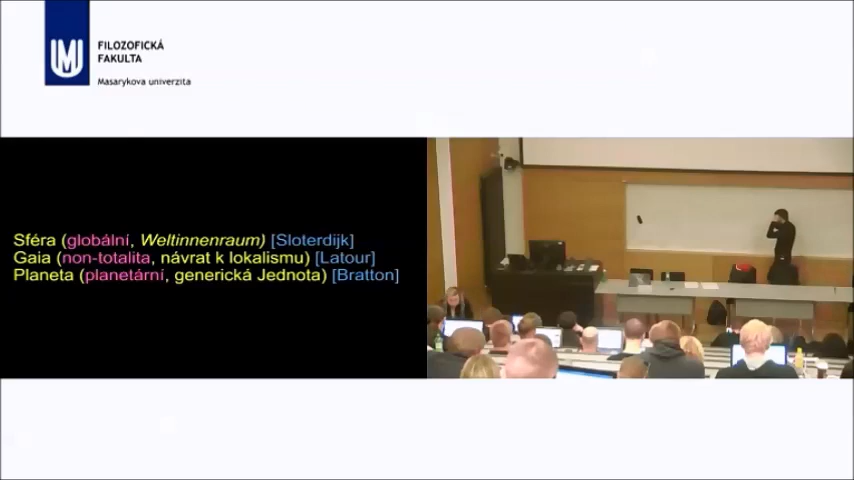 FILOZOFICKÁ
FAKULTA
Masarykova univerzita
Sféra (globální, Weltinnenraum) [Sloterdijk]
Gaia (non-totalita, návrat k lokalismu) [Latour]
Planeta (planetární, generická Jednota) [Bratton]